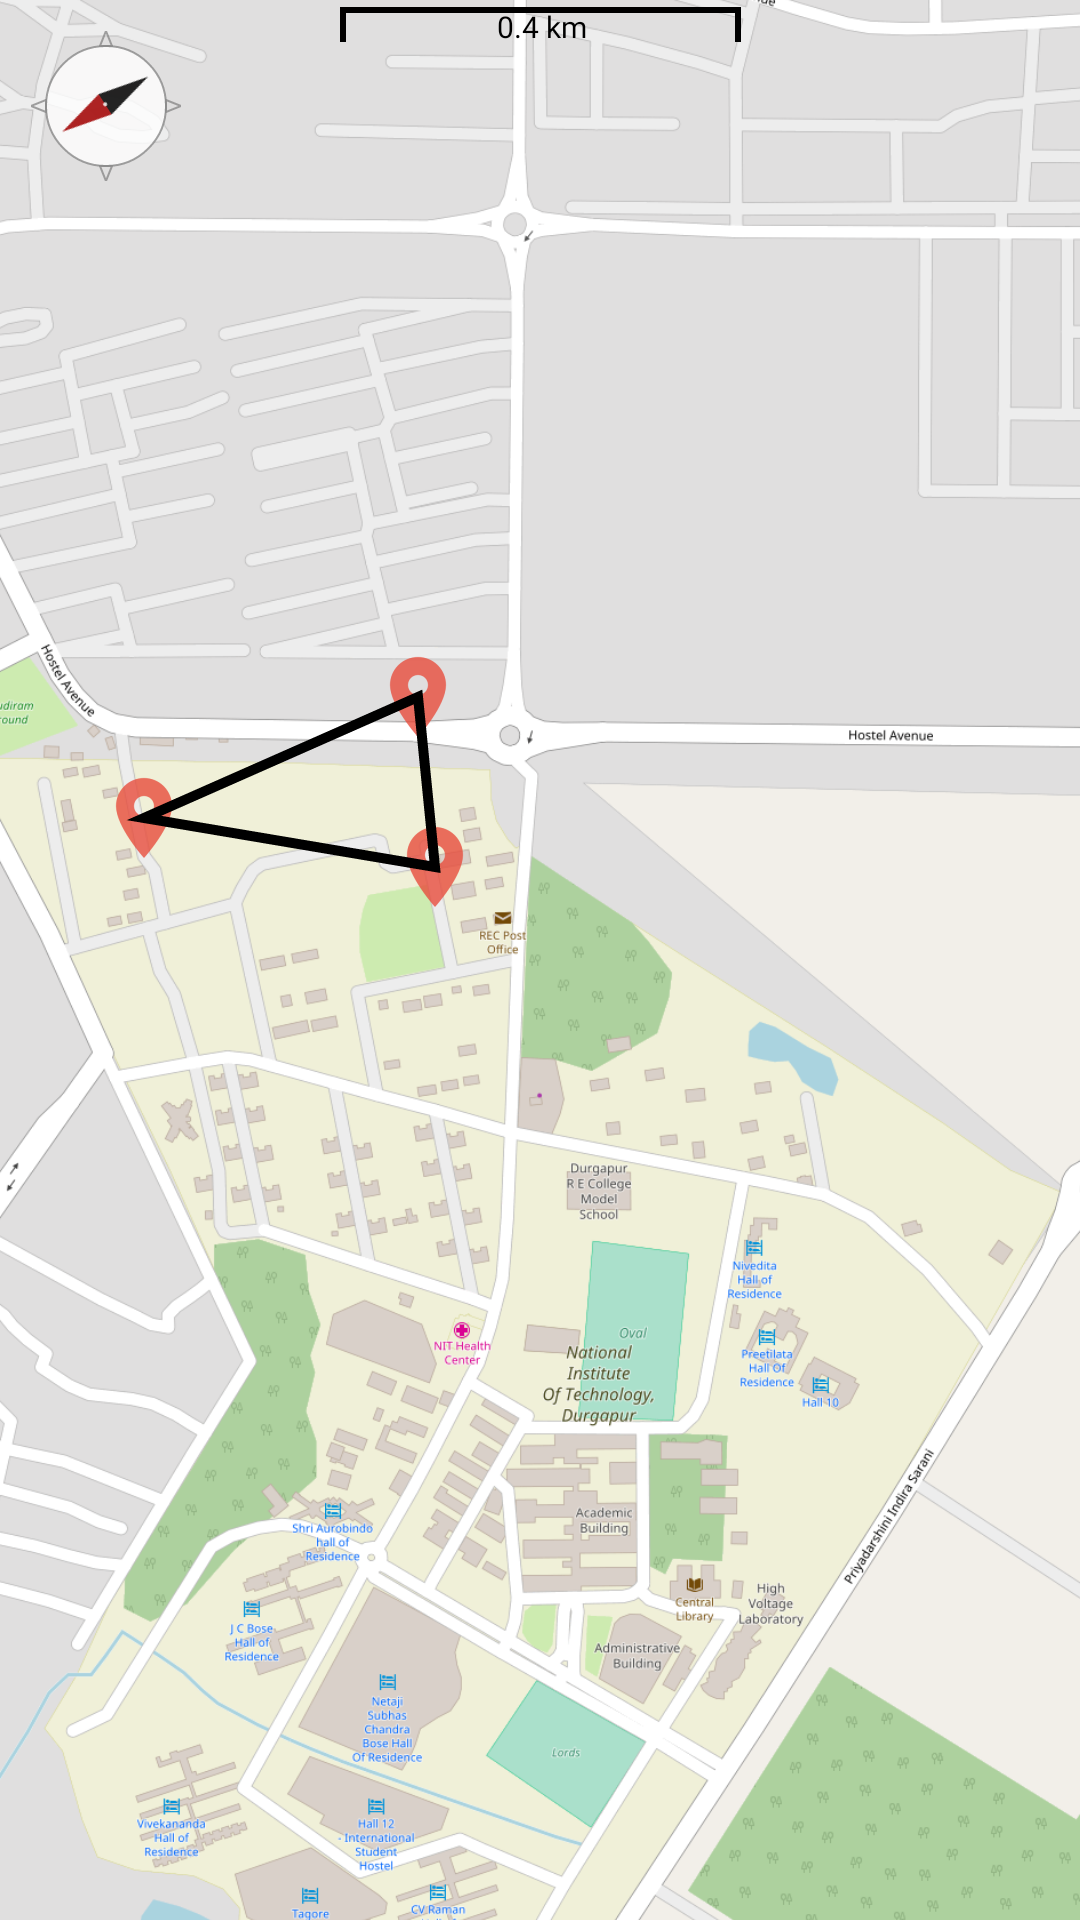 0.4 km
Hostel Avenue
Hostel Avenue
REC Post
Office
Durgapur
R E College
Model
School
Nivedita
Hall of
Residence
NIT Health
Center
Oval
National
Institute
Of Technology,
Durgapur
Preetilata
Hall Of
Residence
Hall 10
Priyadarshini Indira Sarani
Shri Aurobindo
hall of
Residence
Academic
Building
Central
Library
High
Voltage
Laboratory
J C Bose
Hall of
Residence
Administrative
Building
Netaji
Subhas
Chandra
Bose Hall
Of Residence
Lords
Vivekananda
Hall of
Residence
Hall 12
- International
Student
Hostel
Tagore
CV Raman